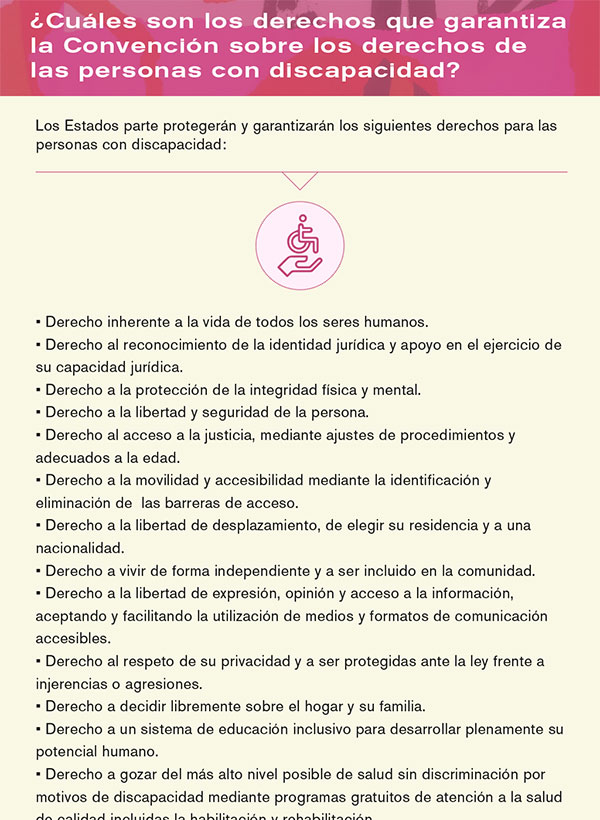 ¿Cuáles son los derechos que garantiza
la Convención sobre los derechos de
las personas con discapacidad?
Los Estados parte protegerán y garantizarán los siguientes derechos para las
personas con discapacidad:
▪ Derecho inherente a la vida de todos los seres humanos.
▪ Derecho al reconocimiento de la identidad jurídica y apoyo en el ejercicio de
su capacidad jurídica.
▪ Derecho a la protección de la integridad física y mental.
▪ Derecho a la libertad y seguridad de la persona.
▪ Derecho al acceso a la justicia, mediante ajustes de procedimientos y
adecuados a la edad.
▪ Derecho a la movilidad y accesibilidad mediante la identificación y
eliminación de  las barreras de acceso.
▪ Derecho a la libertad de desplazamiento, de elegir su residencia y a una
nacionalidad.
▪ Derecho a vivir de forma independiente y a ser incluido en la comunidad.
▪ Derecho a la libertad de expresión, opinión y acceso a la información,
aceptando y facilitando la utilización de medios y formatos de comunicación
accesibles.
▪ Derecho al respeto de su privacidad y a ser protegidas ante la ley frente a
injerencias o agresiones.
▪ Derecho a decidir libremente sobre el hogar y su familia.
▪ Derecho a un sistema de educación inclusivo para desarrollar plenamente su
potencial humano.
▪ Derecho a gozar del más alto nivel posible de salud sin discriminación por
motivos de discapacidad mediante programas gratuitos de atención a la salud
de calidad incluidas la habilitación y rehabilitación